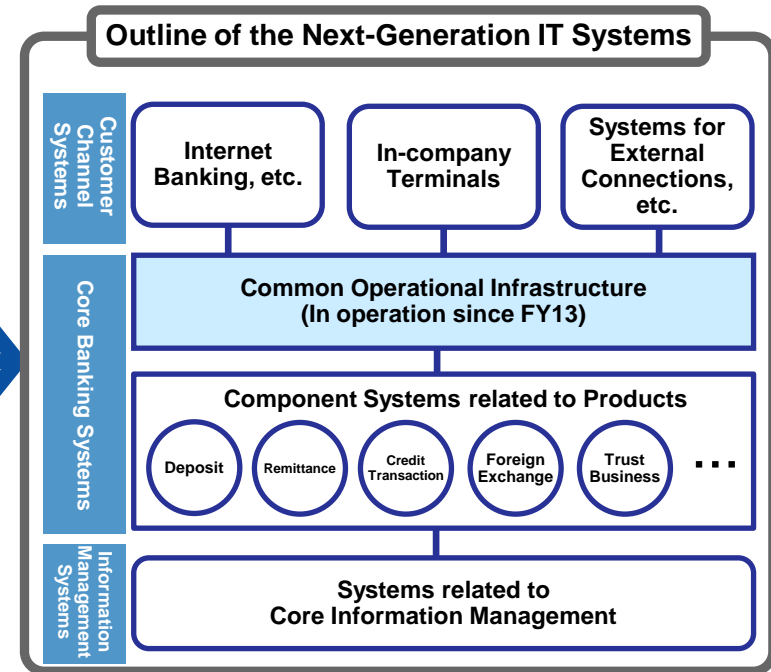 Outline of the Next-Generation IT Systems
Customer
Channel
Systems
Internet
Banking, etc.
In-company
Terminals
Systems for
External
Connections,
etc.
Core Banking Systems
Common Operational Infrastructure
(In operation since FY13)
Component Systems related to Products
Deposit
Remittance
Credit
Transaction
Foreign
Exchange
Trust
Business
...
Information
Management
Systems
Systems related to
Core Information Management